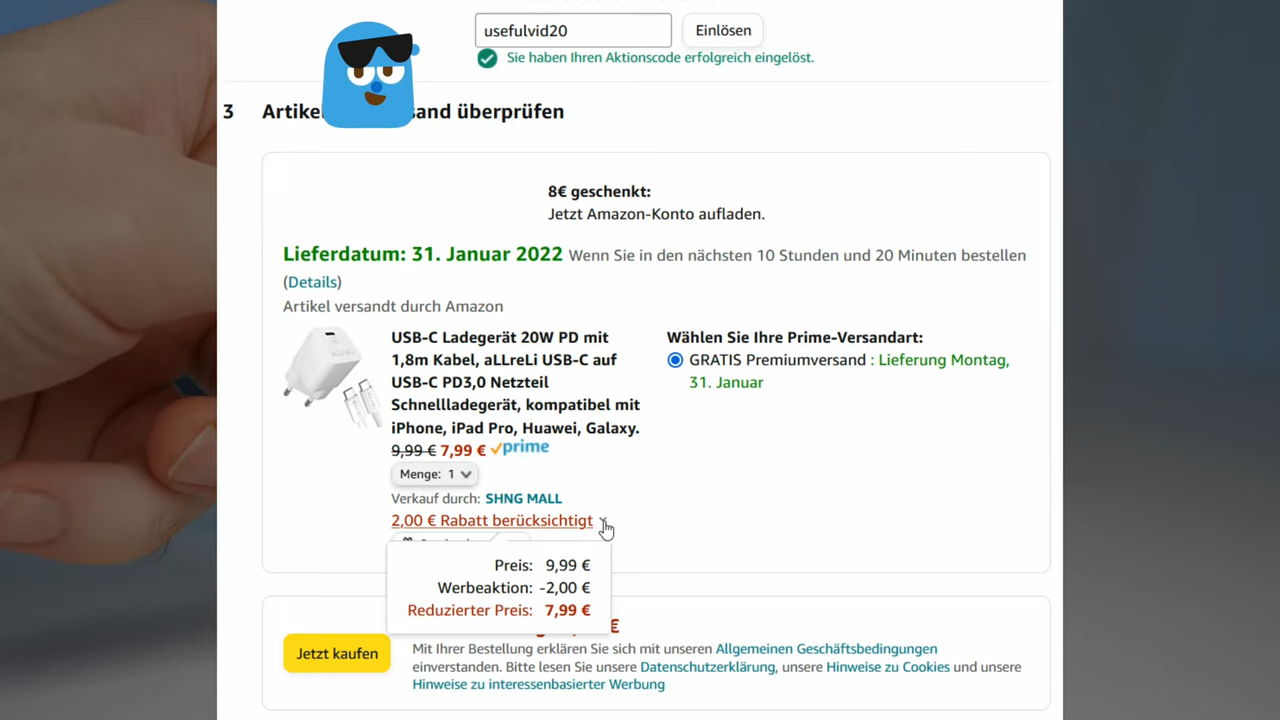 usefulvid20
Einlösen
Sie haben Ihren Aktionscode erfolgreich eingelöst.
3 Artike and überprüfen
8€ geschenkt:
Jetzt Amazon-Konto aufladen.
Lieferdatum: 31. Januar 2022 Wenn Sie in den nächsten 10 Stunden und 20 Minuten bestellen
(Details)
Artikel versandt durch Amazon
USB-C Ladegerät 20W PD mit
1,8m Kabel, aLLreLi USB-C auf
USB-C PD3,0 Netzteil
Schnellladegerät, kompatibel mit
iPhone, iPad Pro, Huawei, Galaxy.
9,99 € 7,99 € prime
Menge: 1
Verkauf durch: SHNG MALL
2,00 € Rabatt berücksichtigt
Wählen Sie Ihre Prime-Versandart:
GRATIS Premiumversand : Lieferung Montag,
31. Januar
Preis: 9,99 €
Werbeaktion: -2,00 €
Reduzierter Preis: 7,99 €
€
Jetzt kaufen
Mit Ihrer Bestellung erklären Sie sich mit unseren Allgemeinen Geschäftsbedingungen
einverstanden. Bitte lesen Sie unsere Datenschutzerklärung, unsere Hinweise zu Cookies und unsere
Hinweise zu interessenbasierter Werbung